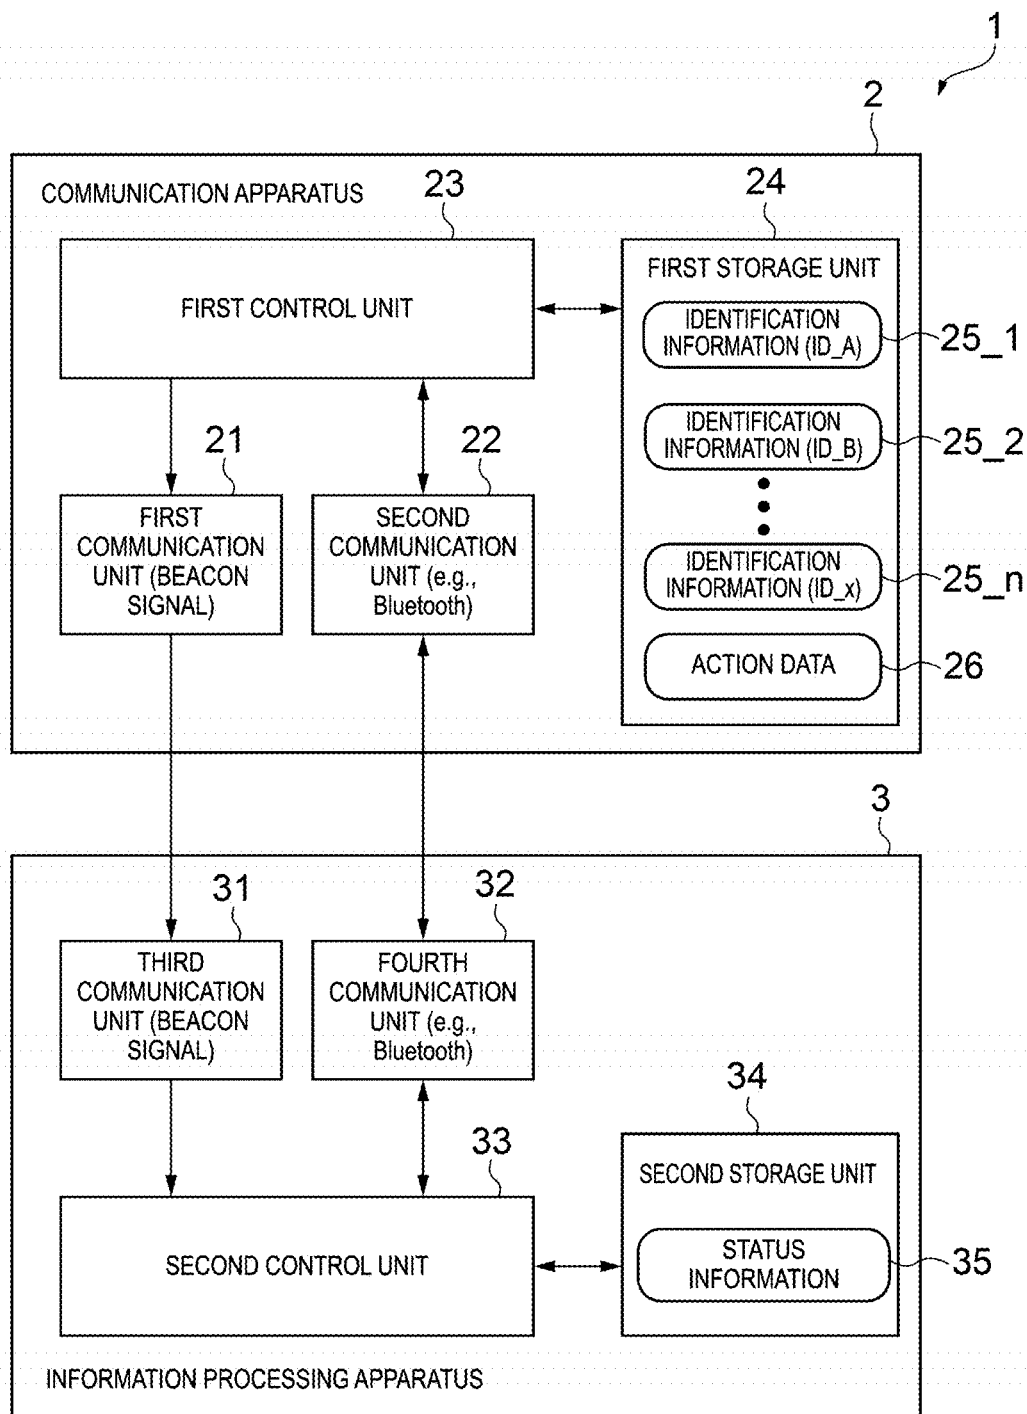 1
2
COMMUNICATION APPARATUS
23
24
FIRST CONTROL UNIT
FIRST STORAGE UNIT
IDENTIFICATION
INFORMATION (ID_A)
25_1
IDENTIFICATION
INFORMATION (ID_B)
25_2
IDENTIFICATION
INFORMATION (ID_x)
25_n
ACTION DATA
26
21
FIRST
COMMUNICATION
UNIT (BEACON
SIGNAL)
22
SECOND
COMMUNICATION
UNIT (e.g.,
Bluetooth)
3
31
THIRD
COMMUNICATION
UNIT (BEACON
SIGNAL)
32
FOURTH
COMMUNICATION
UNIT (e.g.,
Bluetooth)
33
SECOND CONTROL UNIT
34
SECOND STORAGE UNIT
STATUS
INFORMATION
35
INFORMATION PROCESSING APPARATUS